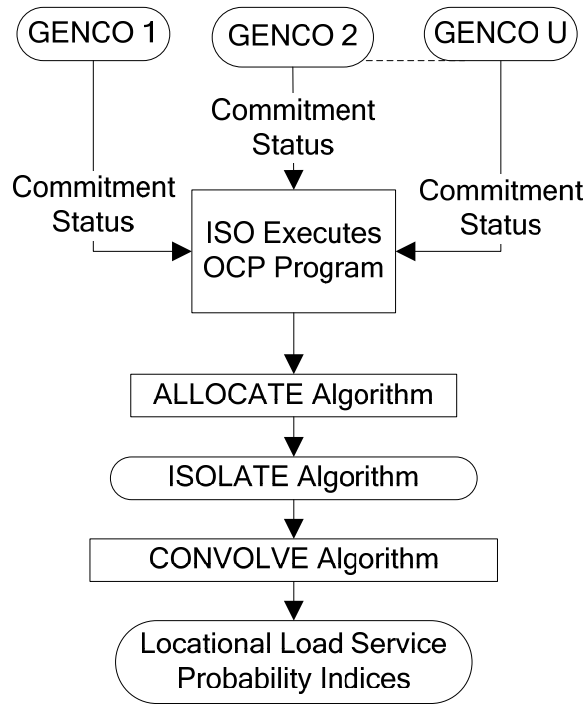 GENCO 1
GENCO 2
GENCO U
Commitment
Status
Commitment
Status
Commitment
Status
ISO Executes
OCP Program
ALLOCATE Algorithm
ISOLATE Algorithm
CONVOLVE Algorithm
Locational Load Service
Probability Indices